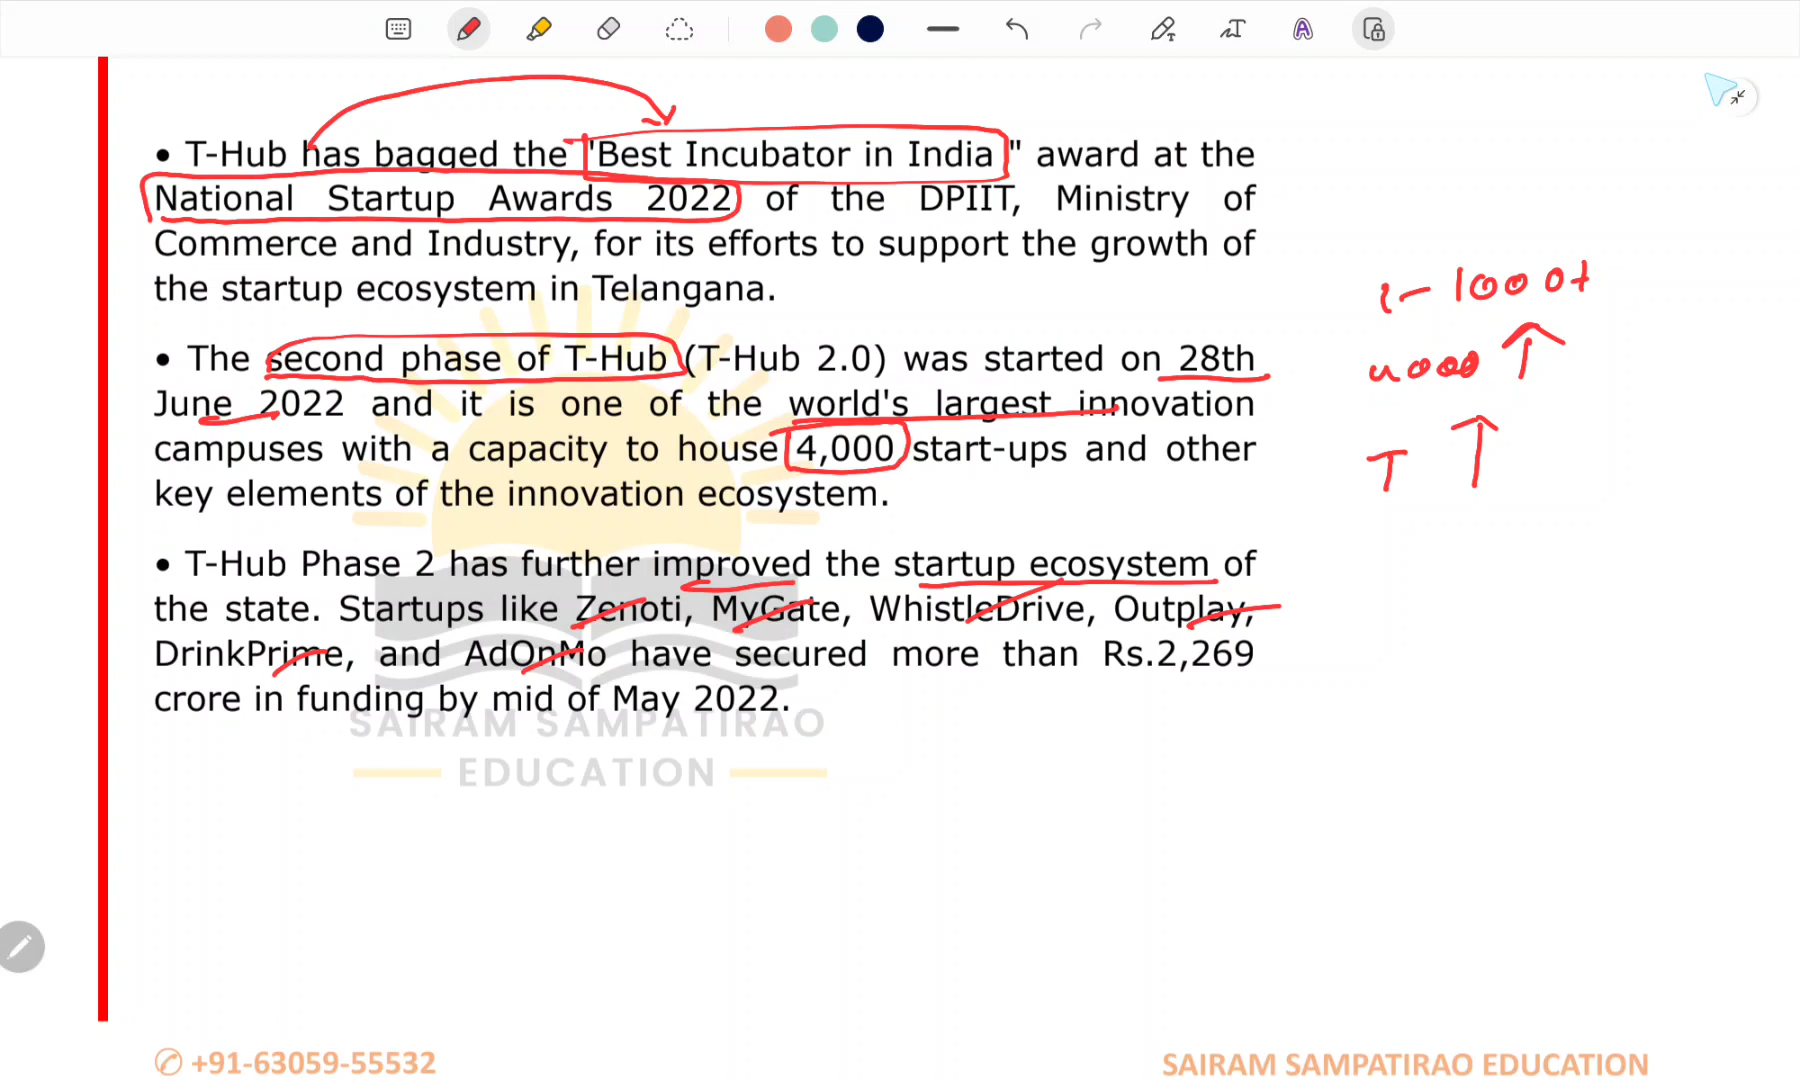 • T-Hub has bagged the "Best Incubator in India" award at the
National Startup Awards 2022 of the DPIIT, Ministry of
Commerce and Industry, for its efforts to support the growth of
the startup ecosystem in Telangana.
• The second phase of T-Hub (T-Hub 2.0) was started on 28th
June 2022 and it is one of the world's largest innovation
campuses with a capacity to house 4,000 start-ups and other
key elements of the innovation ecosystem.
• T-Hub Phase 2 has further improved the startup ecosystem of
the state. Startups like Zenoti, MyGate, WhistleDrive, Outplay,
DrinkPrime, and AdOnMo have secured more than Rs.2,269
crore in funding by mid of May 2022.
1000+
4000 ↑
T ↑
SAIRAM SAMPATIRAO
EDUCATION
+91-63059-55532
SAIRAM SAMPATIRAO EDUCATION